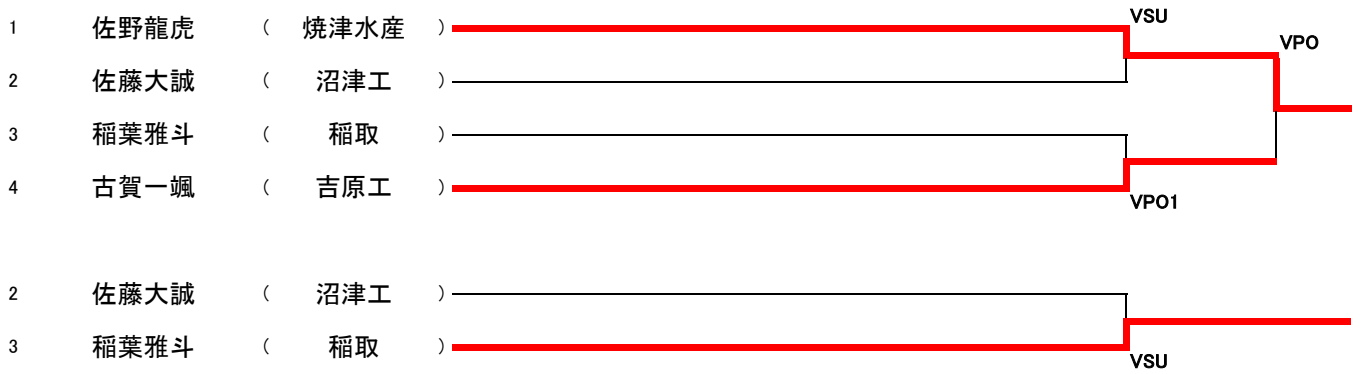 VSU
1 佐野龍虎 ( 焼津水産 )
VPO
2 佐藤大誠 ( 沼津工 )
3 稲葉雅斗 ( 稲取 )
4 古賀一颯 ( 吉原工 )
VPO1
2 佐藤大誠 ( 沼津工 )
3 稲葉雅斗 ( 稲取 )
VSU